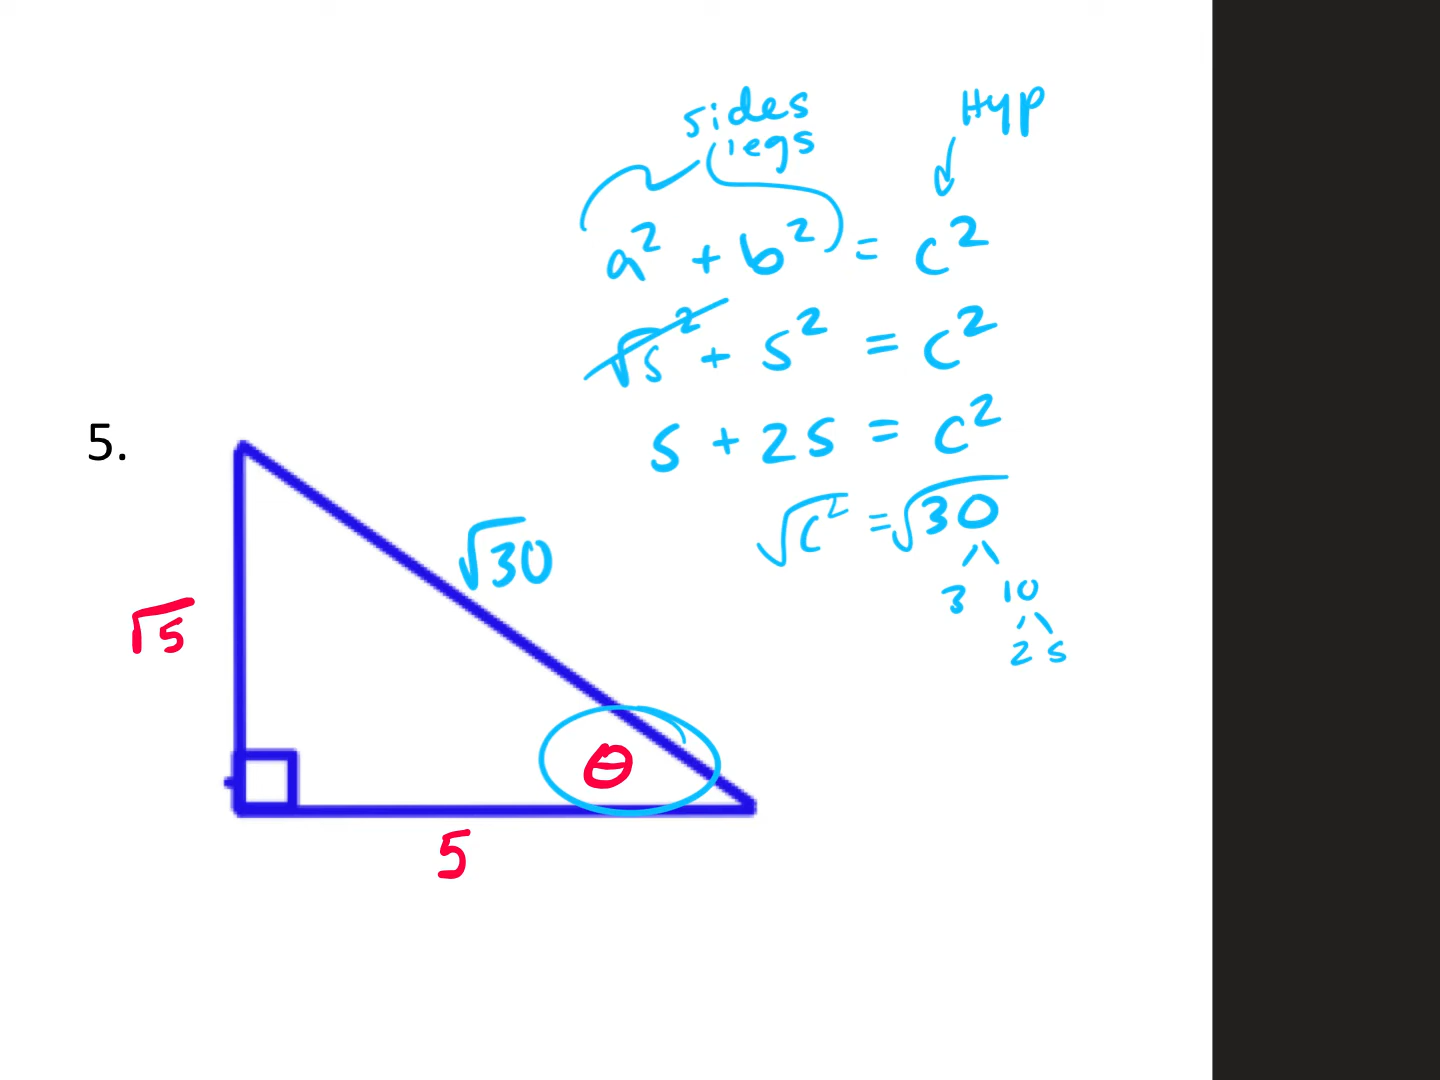 sides
legs
Hyp
a² + b² = c²
√5² + 5² = c²
5 + 25 = c²
√c² = √30
3 10
2 5
5.
√30
√5
θ
5